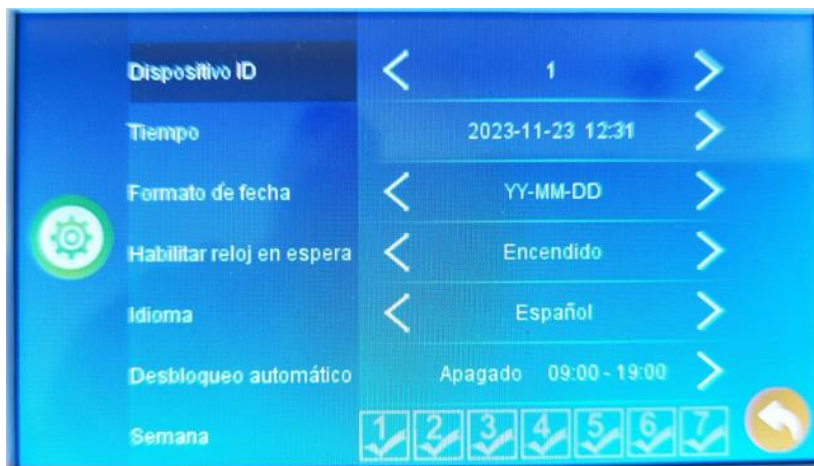 Dispositivo ID 1
Tiempo 2023-11-23 12:31
Formato de fecha YY-MM-DD
Habilitar reloj en espera Encendido
Idioma Español
Desbloqueo automático Apagado 09:00 - 19:00
Semana 1 2 3 4 5 6 7